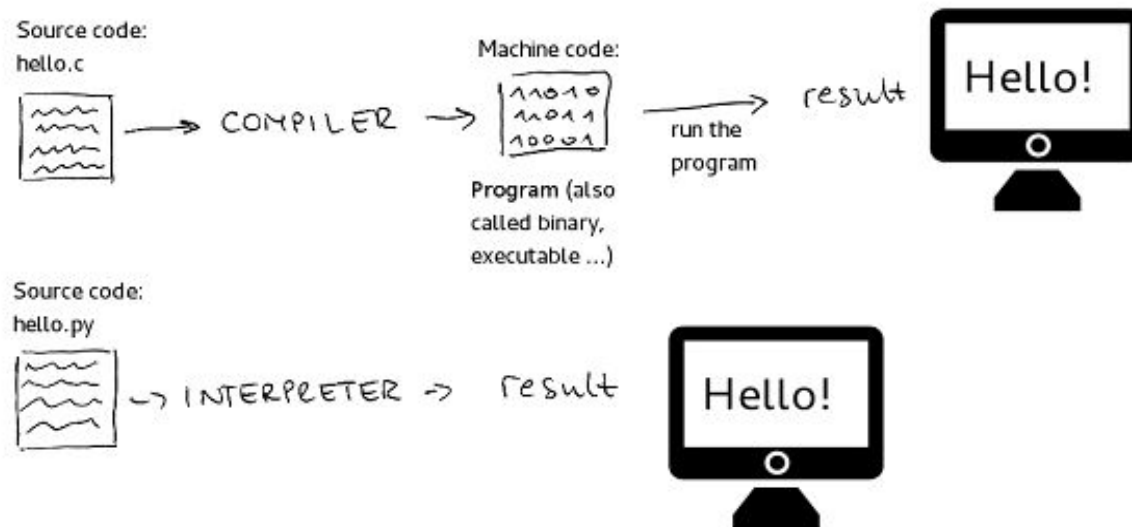 Source code:
hello.c
COMPILER
Machine code:
11010
11011
10001
Program (also
called binary,
executable ...)
run the
program
result
Hello!
Source code:
hello.py
INTERPRETER
result
Hello!